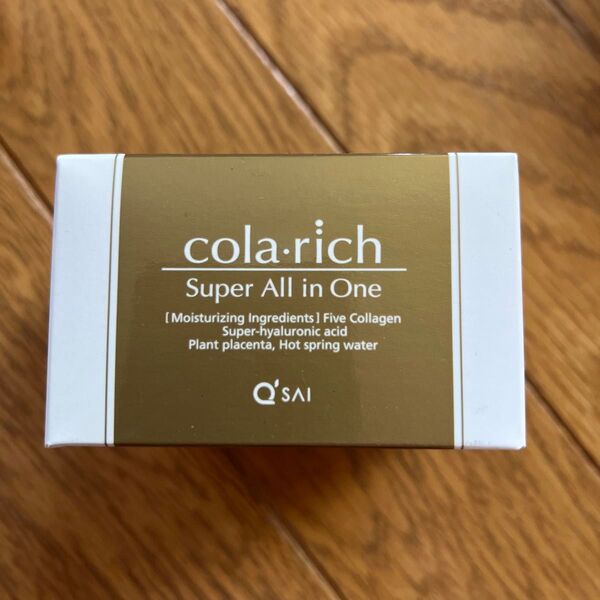 cola·rich
Super All in One
[Moisturizing Ingredients] Five Collagen
Super-hyaluronic acid
Plant placenta, Hot spring water
Q'SAI